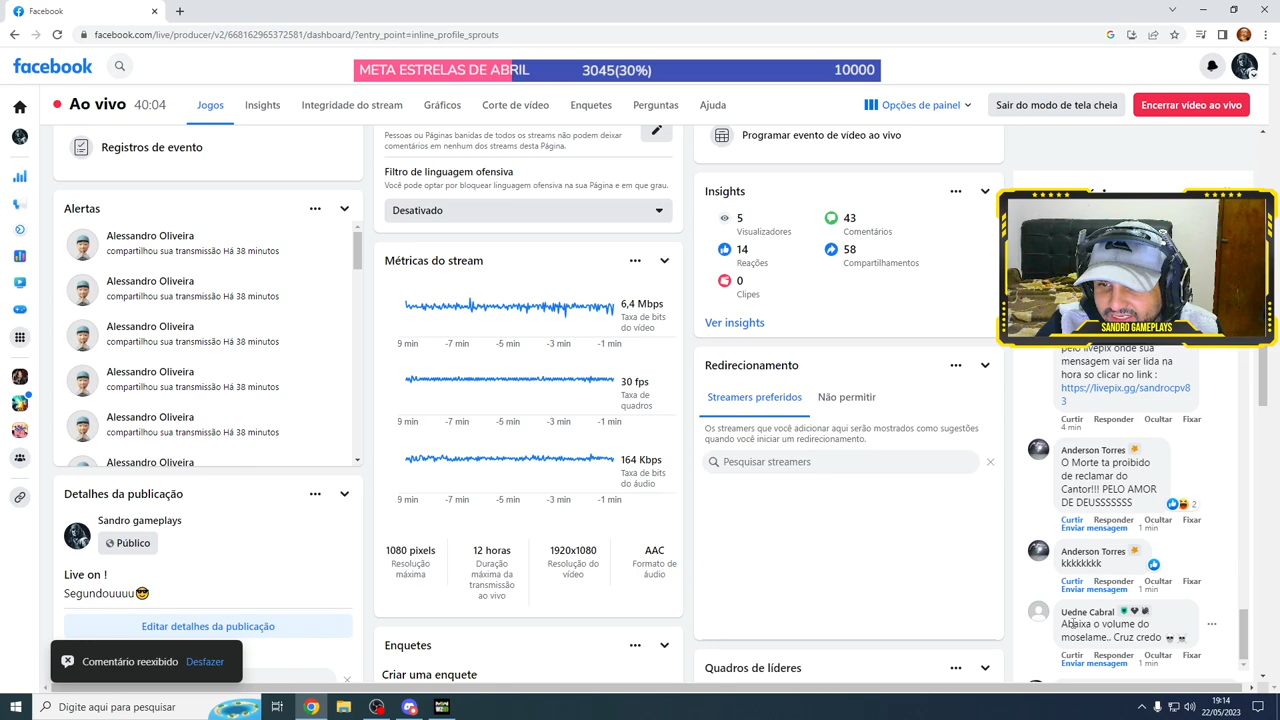 Facebook
facebook.com/live/producer/v2/668162965372581/dashboard/?entry_point=inline_profile_sprouts
facebook
META ESTRELAS DE ABRIL 3045(30%) 10000
Ao vivo 40:04
Jogos Insights Integridade do stream Gráficos Corte de vídeo Enquetes Perguntas Ajuda
Opções de painel Sair do modo de tela cheia Encerrar vídeo ao vivo
Registros de evento
Alertas
Alessandro Oliveira
compartilhou sua transmissão Há 38 minutos
Alessandro Oliveira
compartilhou sua transmissão Há 38 minutos
Alessandro Oliveira
compartilhou sua transmissão Há 38 minutos
Alessandro Oliveira
compartilhou sua transmissão Há 38 minutos
Alessandro Oliveira
compartilhou sua transmissão Há 38 minutos
Alessandro Oliveira
Detalhes da publicação
Sandro gameplays
Público
Live on !
Segundouuuu😎
Editar detalhes da publicação
Comentário reexibido Desfazer
Pessoas ou Páginas banidas de todos os streams não podem deixar
comentários em nenhum dos streams desta Página.
Filtro de linguagem ofensiva
Você pode optar por bloquear linguagem ofensiva na sua Página e em que grau.
Desativado
Métricas do stream
6,4 Mbps
Taxa de bits
do vídeo
9 min -7 min -5 min -3 min -1 min
30 fps
Taxa de
quadros
9 min -7 min -5 min -3 min -1 min
164 Kbps
Taxa de bits
do áudio
9 min -7 min -5 min -3 min -1 min
1080 pixels
Resolução
máxima
12 horas
Duração
máxima da
transmissão
ao vivo
1920x1080
Resolução do
vídeo
AAC
Formato de
áudio
Enquetes
Criar uma enquete
Programar evento de vídeo ao vivo
Insights
5
Visualizadores
43
Comentários
14
Reações
58
Compartilhamentos
0
Clipes
Ver insights
Redirecionamento
Streamers preferidos Não permitir
Os streamers que você adicionar aqui serão mostrados como sugestões
quando você iniciar um redirecionamento.
Pesquisar streamers
Quadros de líderes
SANDRO GAMEPLAYS
pelo livepix onde sua
mensagem vai ser lida na
hora so clicar no link :
https://livepix.gg/sandrocpv8
3
Curtir Responder Ocultar Fixar
4 min
Anderson Torres
O Morte ta proibido
de reclamar do
Cantor!!! PELO AMOR
DE DEUSSSSSSS
2
Curtir Responder Ocultar Fixar
Enviar mensagem 1 min
Anderson Torres
kkkkkkkk
Curtir Responder Ocultar Fixar
Enviar mensagem 1 min
Uedne Cabral
Abaixa o volume do
moselame.. Cruz credo ☠️☠️
Curtir Responder Ocultar Fixar
Enviar mensagem 1 min
Digite aqui para pesquisar
19:14
22/05/2023